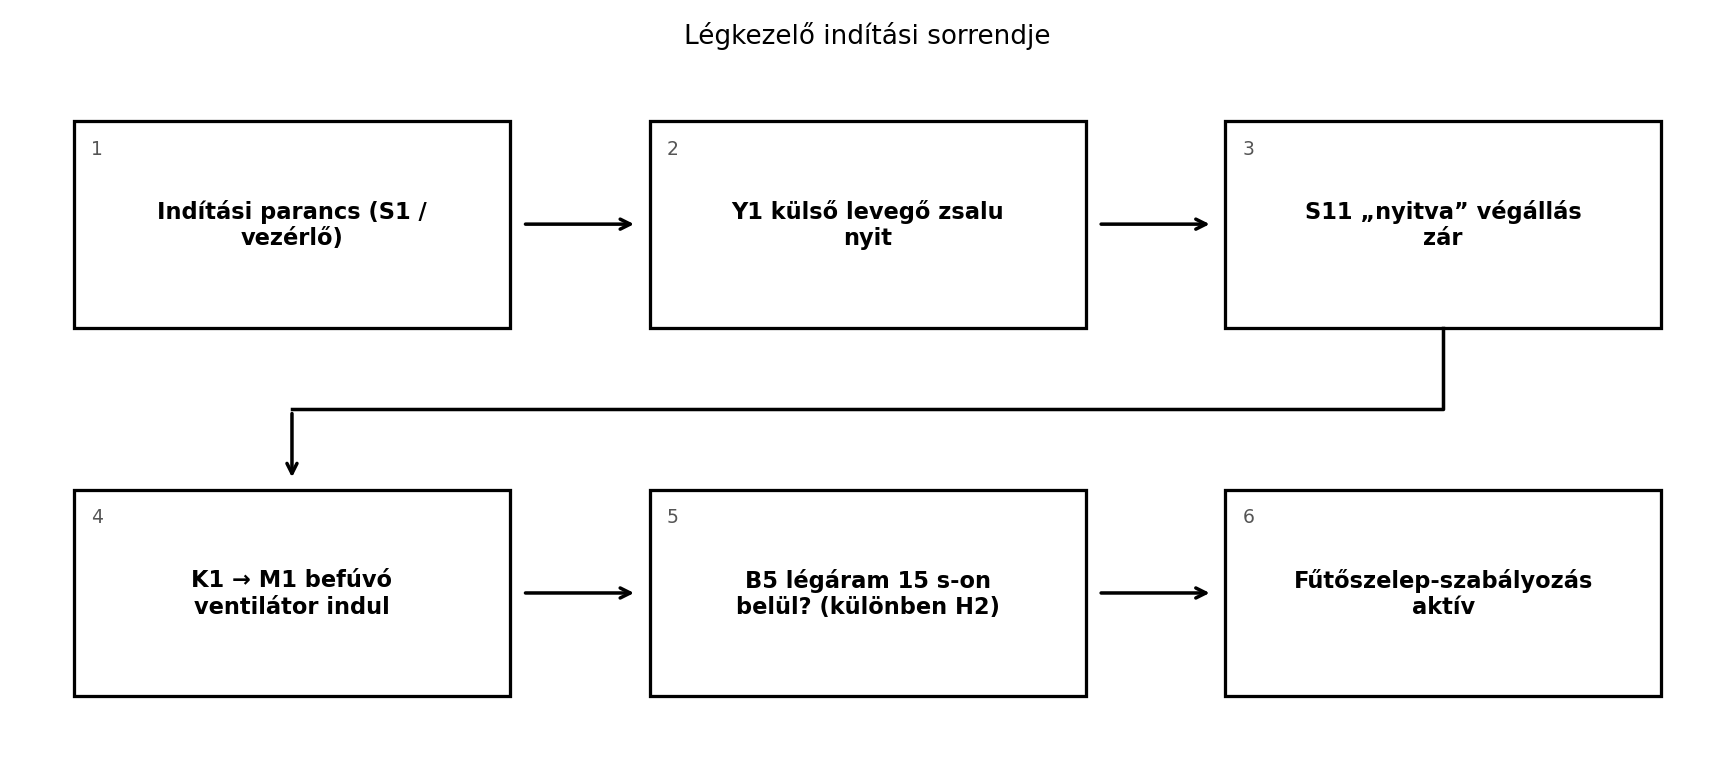 Légkezelő indítási sorrendje
1
Indítási parancs (S1 /
vezérlő)
2
Y1 külső levegő zsalu
nyit
3
S11 „nyitva” végállás
zár
4
K1 → M1 befúvó
ventilátor indul
5
B5 légáram 15 s-on
belül? (különben H2)
6
Fűtőszelep-szabályozás
aktív